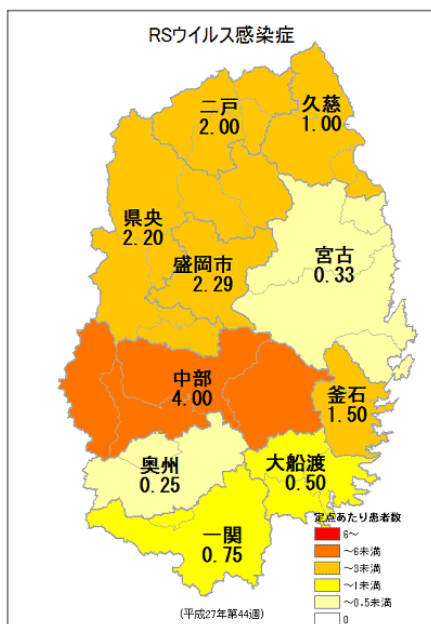 RSウイルス感染症
二戸
2.00
久慈
1.00
県央
2.20
盛岡市
2.29
宮古
0.33
中部
4.00
釜石
1.50
奥州
0.25
大船渡
0.50
一関
0.75
定点あたり患者数
6～
～6未満
～3未満
～1未満
～0.5未満
0
(平成27年第44週)